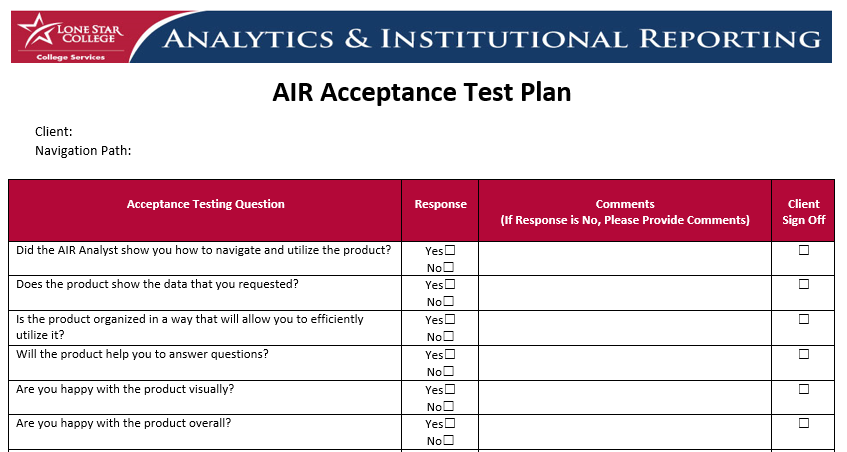 LONE STAR
COLLEGE
College Services
ANALYTICS & INSTITUTIONAL REPORTING
AIR Acceptance Test Plan
Client:
Navigation Path:
Acceptance Testing Question
Response
Comments
(If Response is No, Please Provide Comments)
Client
Sign Off
Did the AIR Analyst show you how to navigate and utilize the product?
Yes☐
No☐
☐
Does the product show the data that you requested?
Yes☐
No☐
☐
Is the product organized in a way that will allow you to efficiently
utilize it?
Yes☐
No☐
☐
Will the product help you to answer questions?
Yes☐
No☐
☐
Are you happy with the product visually?
Yes☐
No☐
☐
Are you happy with the product overall?
Yes☐
No☐
☐